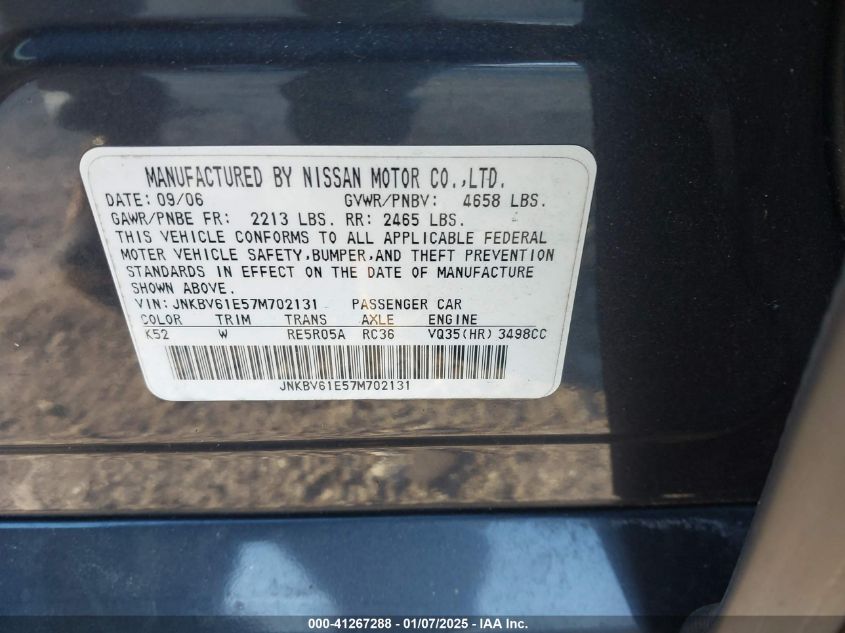 MANUFACTURED BY NISSAN MOTOR CO.,LTD.
DATE: 09/06 GVWR/PNBV: 4658 LBS.
GAWR/PNBE FR: 2213 LBS. RR: 2465 LBS.
THIS VEHICLE CONFORMS TO ALL APPLICABLE FEDERAL
MOTOR VEHICLE SAFETY,BUMPER,AND THEFT PREVENTION
STANDARDS IN EFFECT ON THE DATE OF MANUFACTURE
SHOWN ABOVE.
VIN: JNKBV61E57M702131 PASSENGER CAR
COLOR TRIM TRANS AXLE ENGINE
K52 W RE5R05A RC36 VQ35(HR) 3498CC
JNKBV61E57M702131
000-41267288 - 01/07/2025 - IAA Inc.